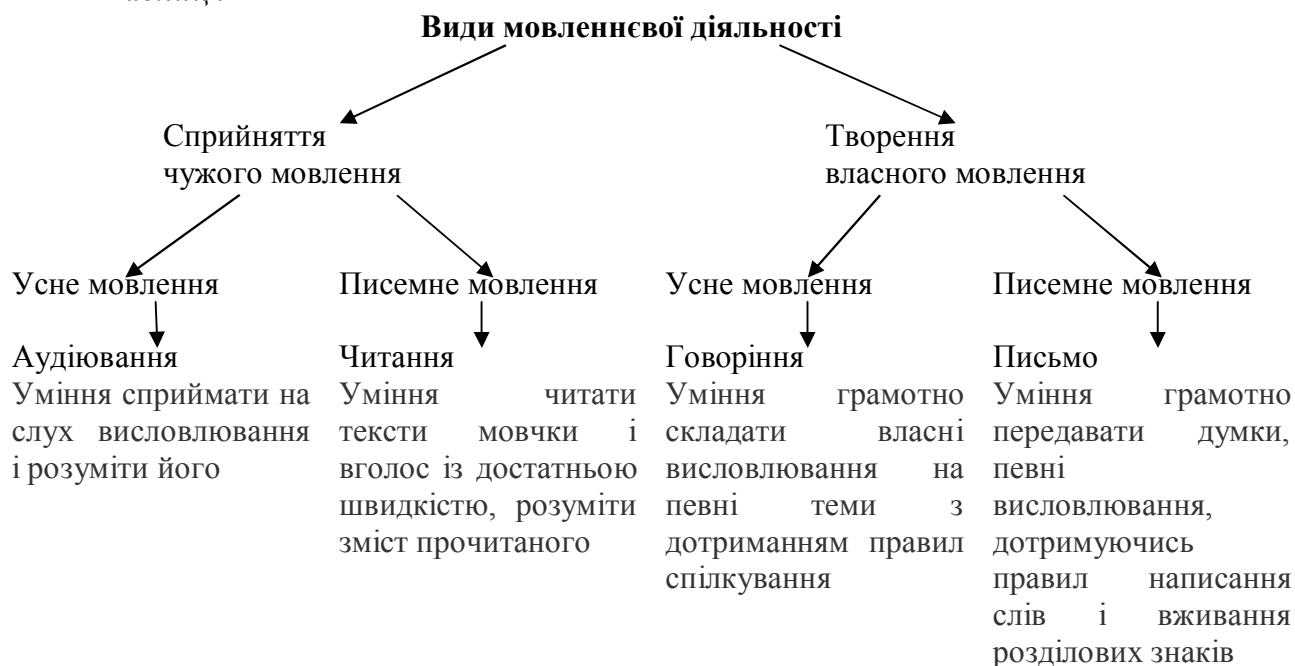 Види мовленнєвої діяльності
Сприйняття
чужого мовлення
Творення
власного мовлення
Усне мовлення
Писемне мовлення
Усне мовлення
Писемне мовлення
Аудіювання
Уміння сприймати на
слух висловлювання
і розуміти його
Читання
Уміння читати
тексти мовчки і
вголос із достатньою
швидкістю, розуміти
зміст прочитаного
Говоріння
Уміння грамотно
складати власні
висловлювання на
певні теми з
дотриманням правил
спілкування
Письмо
Уміння грамотно
передавати думки,
певні
висловлювання,
дотримуючись
правил написання
слів і вживання
розділових знаків